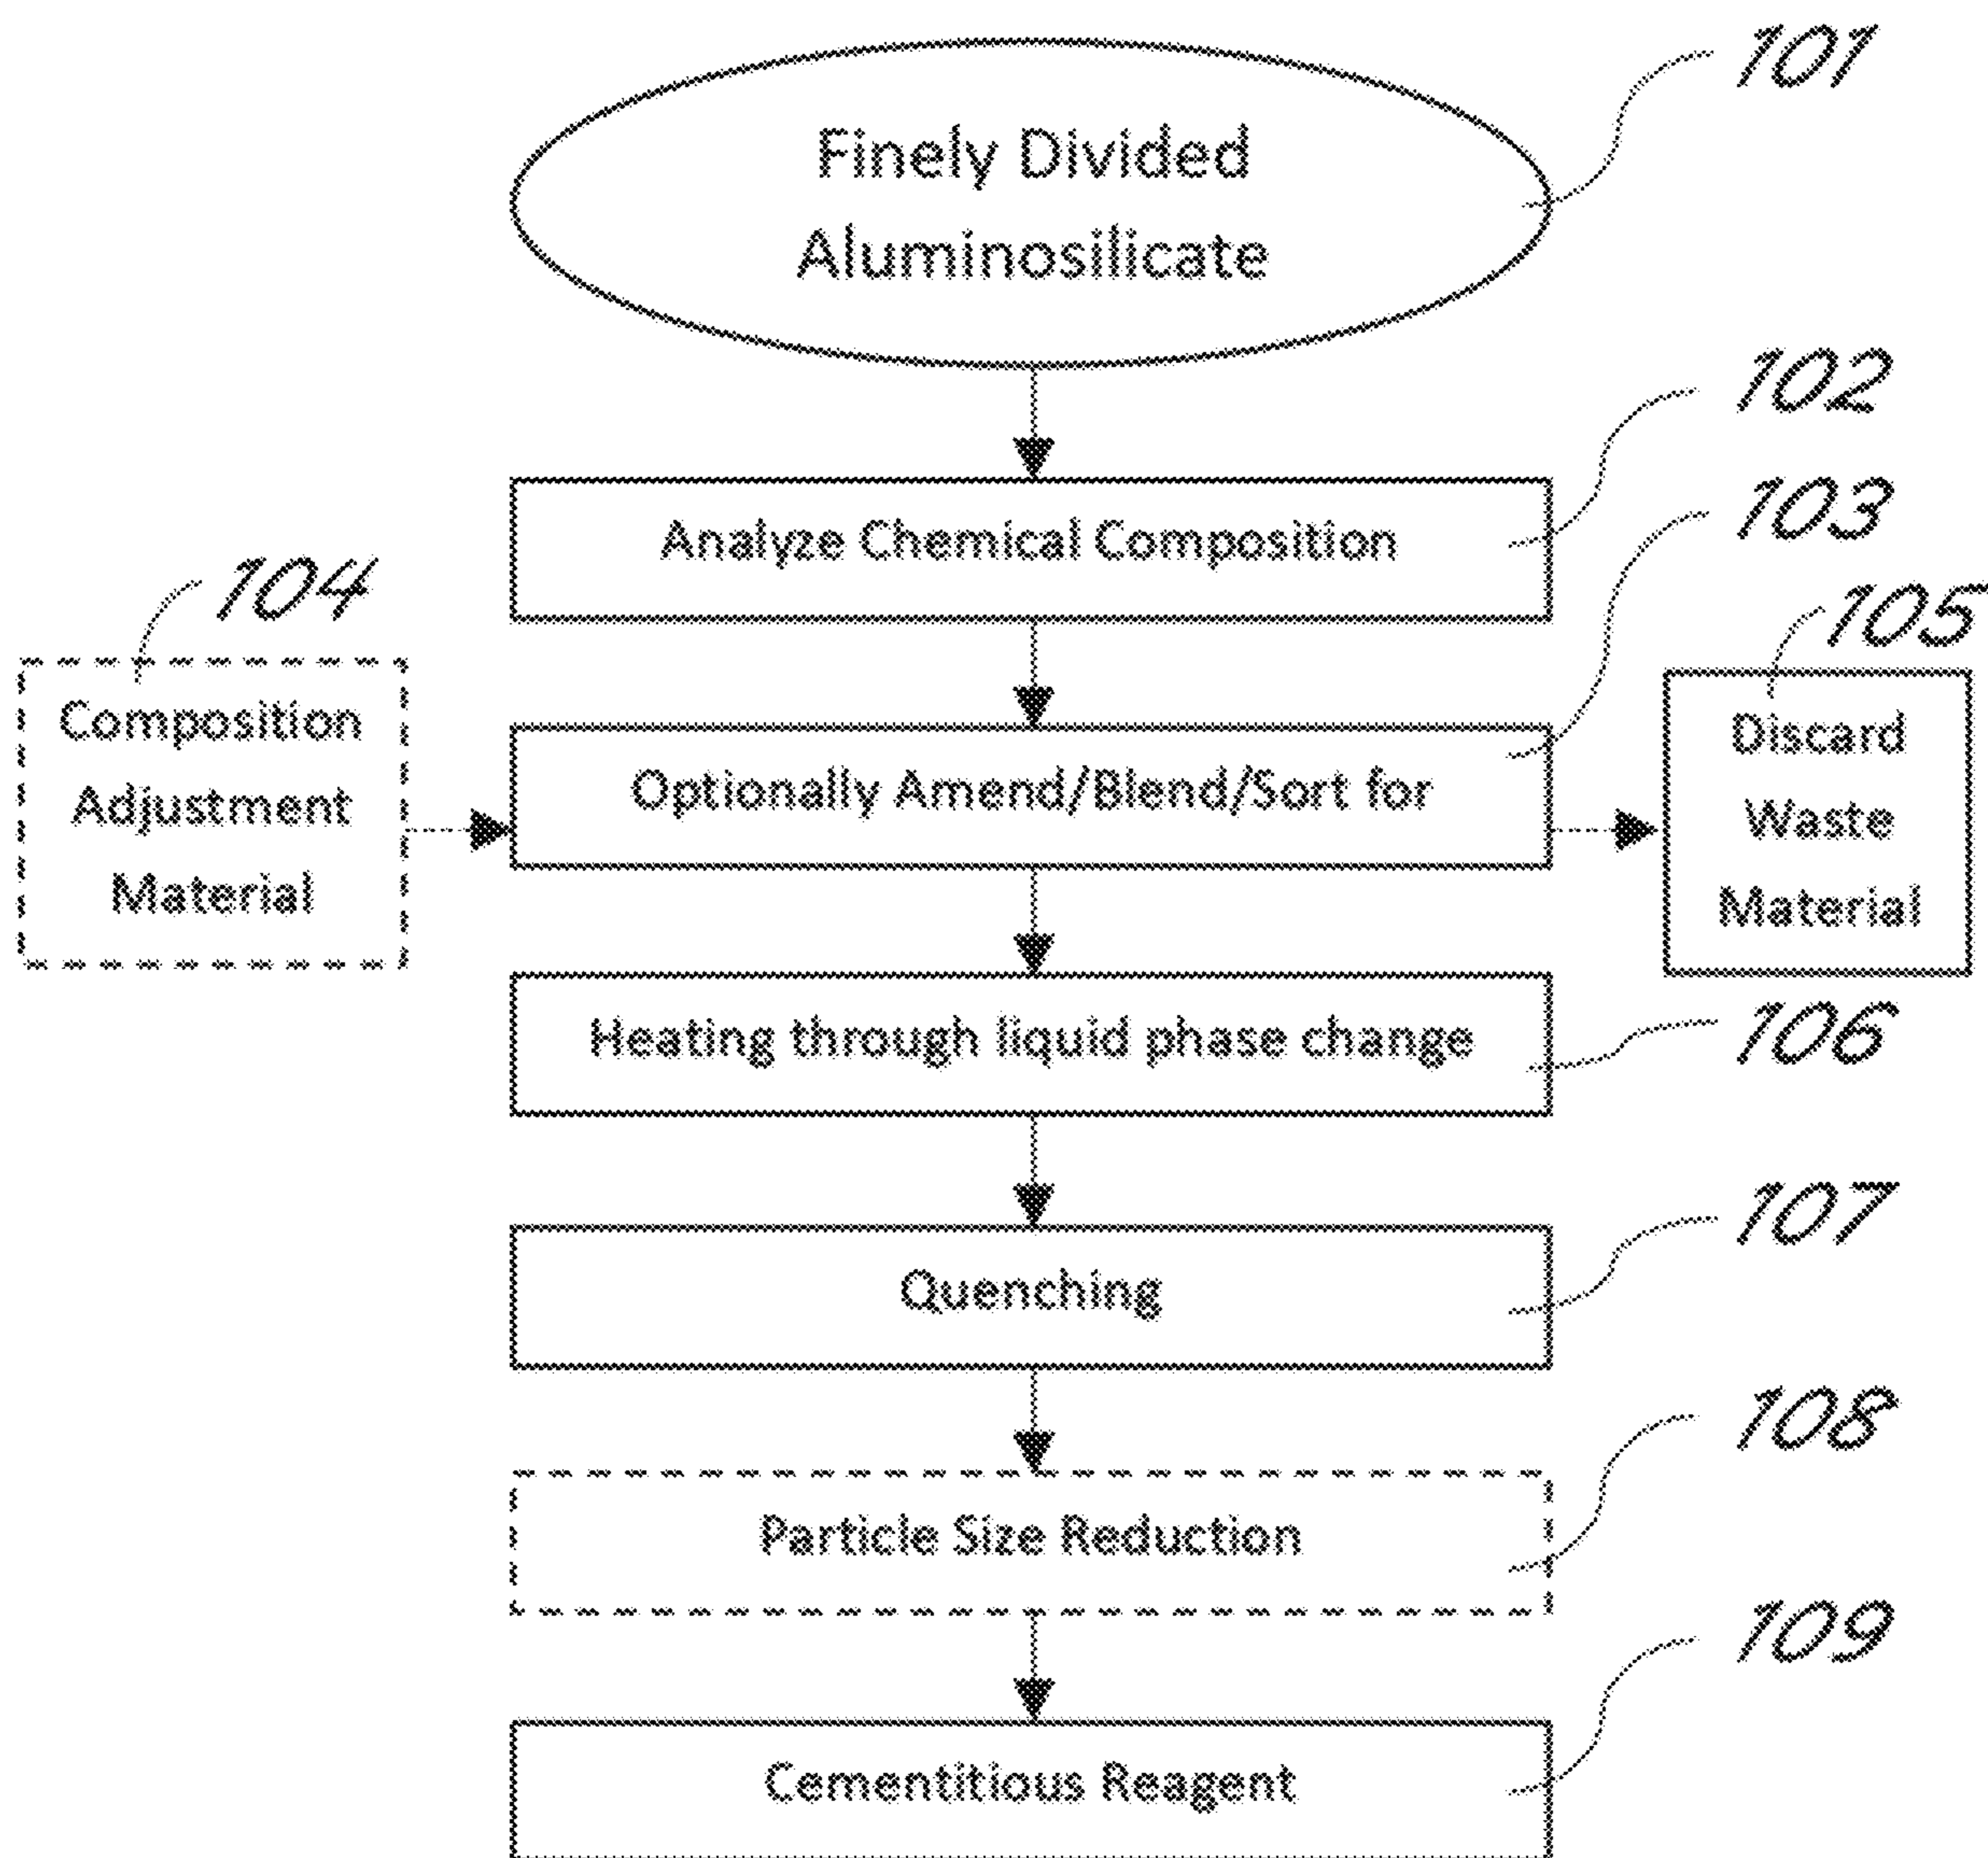 Finely Divided
Aluminosilicate
101
102
Analyze Chemical Composition
103
104
105
Composition
Adjustment
Material
Optionally Amend/Blend/Sort for
Discard
Waste
Material
Heating through liquid phase change
106
107
Quenching
108
Particle Size Reduction
109
Cementitious Reagent